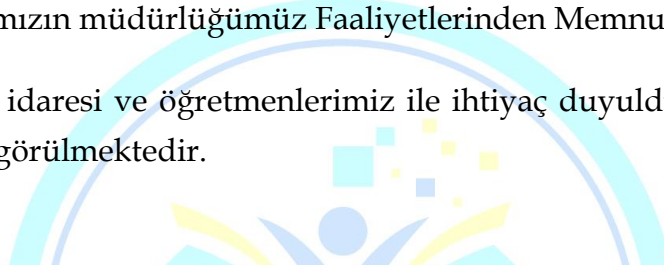 mızın müdürlüğümüz Faaliyetlerinden Memnu
idaresi ve öğretmenlerimiz ile ihtiyaç duyuld
görülmektedir.